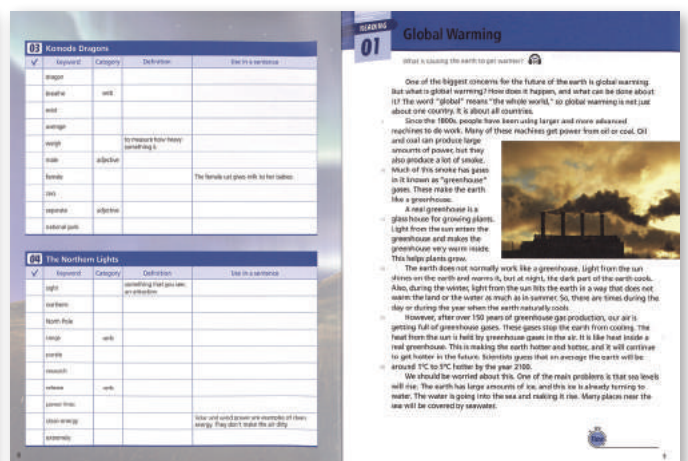 03 Komodo Dragons
✓ Keyword Category Definition Use in a sentence
dragon
breathe verb
wild
average
weigh to measure how heavy
something is
male adjective
female The female cat gives milk to her babies.
separate adjective
national park
04 The Northern Lights
✓ Keyword Category Definition Use in a sentence
sight something that you see;
an attraction
northern
North Pole
verb
purple
research
release verb
power lines
clean energy Solar and wind power are examples of clean
energy. They don't make the air dirty.
extremely
8
READING
01
Global Warming
What is causing the earth to get warmer?
One of the biggest concerns for the future of the earth is global warming.
But what is global warming? How does it happen, and what can be done about
it? The word "global" means "the whole world," so global warming is not just
about one country. It is about all countries.
Since the 1800s, people have been using larger and more advanced
machines to do work. Many of these machines get power from oil or coal. Oil
and coal can produce large
amounts of power, but they
also produce a lot of smoke.
Much of this smoke has gases
in it known as "greenhouse"
gases. These make the earth
like a greenhouse.
A real greenhouse is a
glass house for growing plants.
Light from the sun enters the
greenhouse and makes the
greenhouse very warm inside.
This helps plants grow.
The earth does not normally work like a greenhouse. Light from the sun
shines on the earth and warms it, but at night, the dark part of the earth cools.
Also, during the winter, light from the sun hits the earth in a way that does not
warm the land or the water as much as in summer. So, there are times during the
day or during the year when the earth naturally cools.
However, after over 150 years of greenhouse gas production, our air is
getting full of greenhouse gases. These gases stop the earth from cooling. The
heat from the sun is held by greenhouse gases in the air. It is like heat inside a
real greenhouse. This is making the earth hotter and hotter, and it will continue
to get hotter in the future. Scientists guess that on average the earth will be
around 1°C to 5°C hotter by the year 2100.
We should be worried about this. One of the main problems is that sea levels
will rise. The earth has large amounts of ice, and this ice is already turning to
water. The water is going into the sea and making it rise. Many places near the
sea will be covered by seawater.
Time